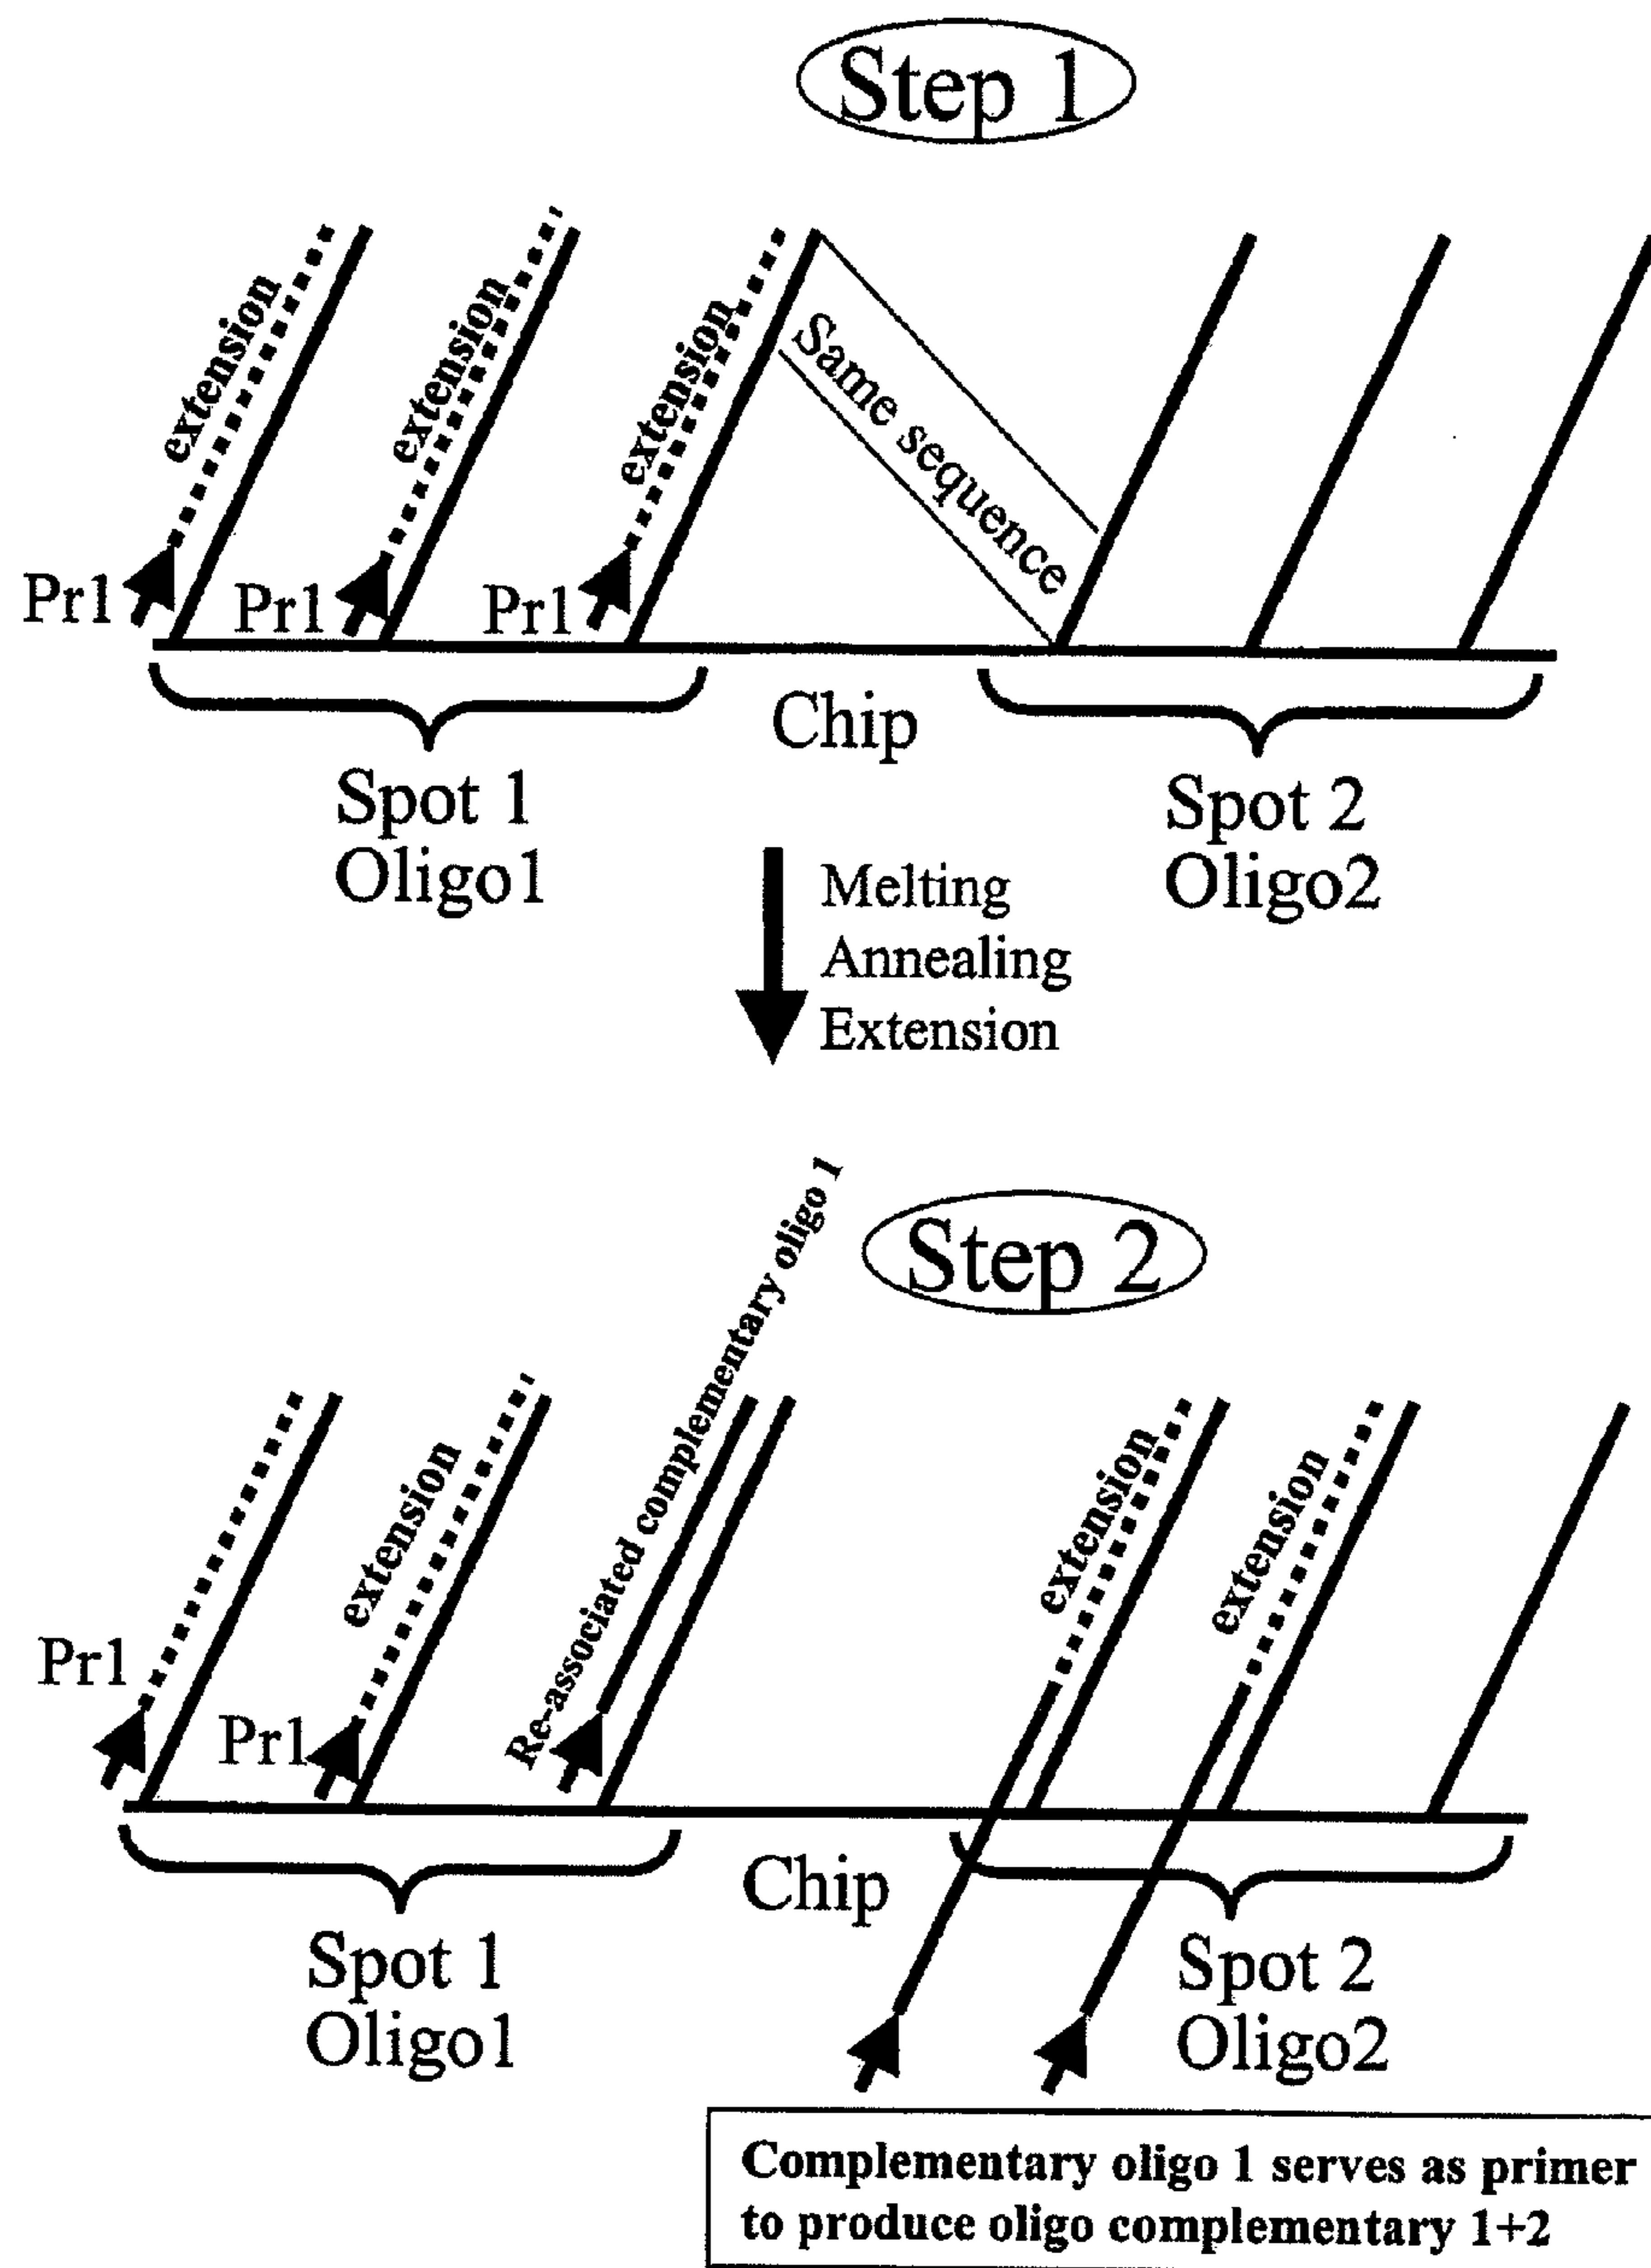 Step 1
extension
extension
extension
Same sequence
Pr1
Pr1
Pr1
Chip
Spot 1
Oligo1
Spot 2
Oligo2
Melting
Annealing
Extension
Step 2
Re-associated complementary oligo 1
extension
extension
extension
Pr1
Pr1
Chip
Spot 1
Oligo1
Spot 2
Oligo2
Complementary oligo 1 serves as primer
to produce oligo complementary 1+2